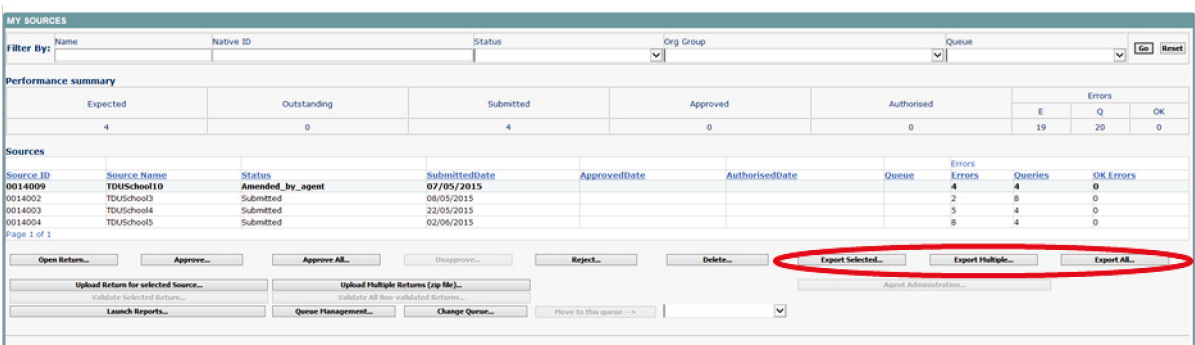 MY SOURCES
Filter By: Name Native ID Status Org Group Queue Go Reset
Performance summary
Expected Outstanding Submitted Approved Authorised Errors
E Q OK
4 0 4 0 0 19 20 0
Sources
Errors
Source ID Source Name Status SubmittedDate ApprovedDate AuthorisedDate Queue Errors Queries OK Errors
0014009 TDUSchool10 Amended_by_agent 07/05/2015 4 4 0
0014002 TDUSchool3 Submitted 08/05/2015 2 8 0
0014003 TDUSchool4 Submitted 22/05/2015 5 4 0
0014004 TDUSchool5 Submitted 02/06/2015 8 4 0
Page 1 of 1
Open Return... Approve... Approve All... Unapprove... Reject... Delete... Export Selected... Export Multiple... Export All...
Upload Return for selected Source... Upload Multiple Returns (zip file)... Agent Administration...
Validate Selected Return... Validate All Non-validated Returns...
Launch Reports... Queue Management... Change Queue... Move to this queue -->